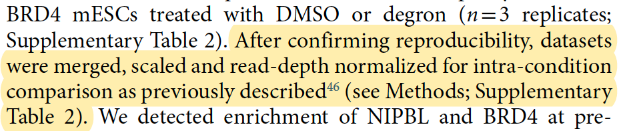 BRD4 mESCs treated with DMSO or degron (n=3 replicates;
Supplementary Table 2). After confirming reproducibility, datasets
were merged, scaled and read-depth normalized for intra-condition
comparison as previously described46 (see Methods; Supplementary
Table 2). We detected enrichment of NIPBL and BRD4 at pre-